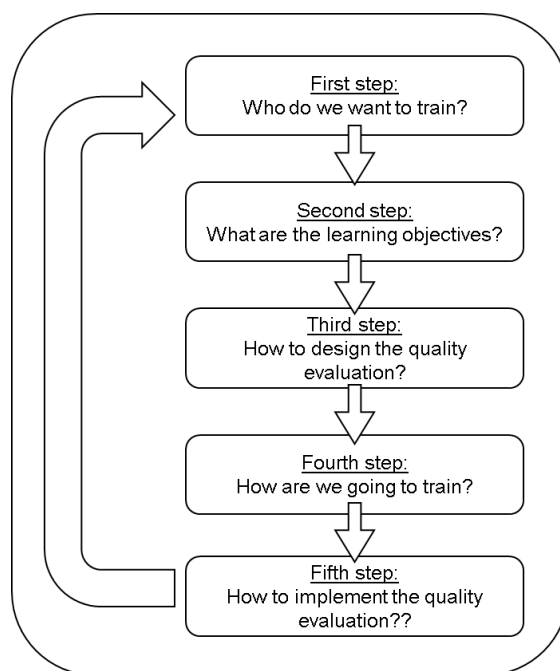 First step:
Who do we want to train?
Second step:
What are the learning objectives?
Third step:
How to design the quality
evaluation?
Fourth step:
How are we going to train?
Fifth step:
How to implement the quality
evaluation??